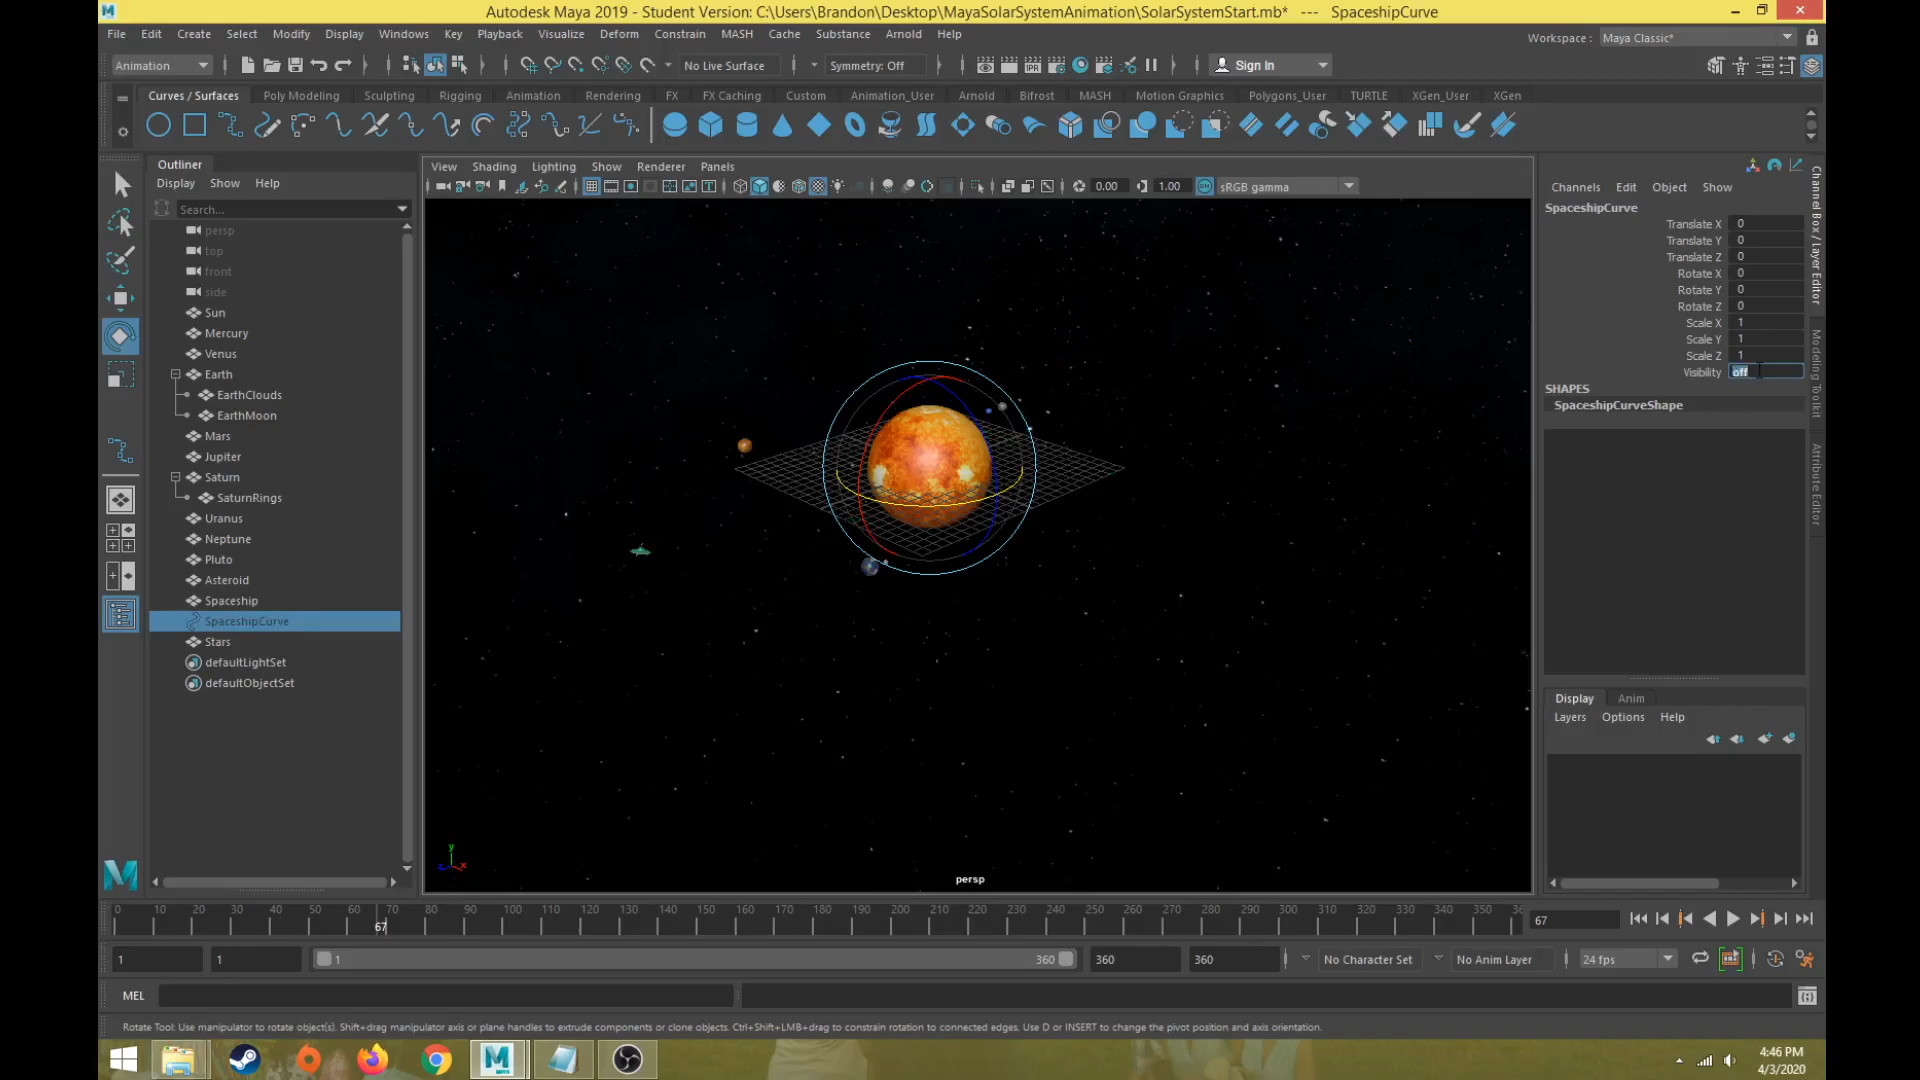 Autodesk Maya 2019 - Student Version: C:\Users\Brandon\Desktop\MayaSolarSystemAnimation\SolarSystemStart.mb* --- SpaceshipCurve
File Edit Create Select Modify Display Windows Key Playback Visualize Deform Constrain MASH Cache Substance Arnold Help
Workspace : Maya Classic*
Animation No Live Surface Symmetry: Off Sign In
Curves / Surfaces Poly Modeling Sculpting Rigging Animation Rendering FX FX Caching Custom Animation_User Arnold Bifrost MASH Motion Graphics Polygons_User TURTLE XGen_User XGen
Outliner
Display Show Help
Search...
persp
top
front
side
Sun
Mercury
Venus
Earth
EarthClouds
EarthMoon
Mars
Jupiter
Saturn
SaturnRings
Uranus
Neptune
Pluto
Asteroid
Spaceship
SpaceshipCurve
Stars
defaultLightSet
defaultObjectSet
View Shading Lighting Show Renderer Panels
0.00 1.00 sRGB gamma
y
z x
persp
Channels Edit Object Show
SpaceshipCurve
Translate X 0
Translate Y 0
Translate Z 0
Rotate X 0
Rotate Y 0
Rotate Z 0
Scale X 1
Scale Y 1
Scale Z 1
Visibility off
SHAPES
SpaceshipCurveShape
Channel Box / Layer Editor
Modeling Toolkit
Attribute Editor
Display Anim
Layers Options Help
0 10 20 30 40 50 60 70 80 90 100 110 120 130 140 150 160 170 180 190 200 210 220 230 240 250 260 270 280 290 300 310 320 330 340 350 36
67
67
1 1 1 360 360 360 No Character Set No Anim Layer 24 fps
MEL
Rotate Tool: Use manipulator to rotate object(s). Shift+drag manipulator axis or plane handles to extrude components or clone objects. Ctrl+Shift+LMB+drag to constrain rotation to connected edges. Use D or INSERT to change the pivot position and axis orientation.
4:46 PM
4/3/2020